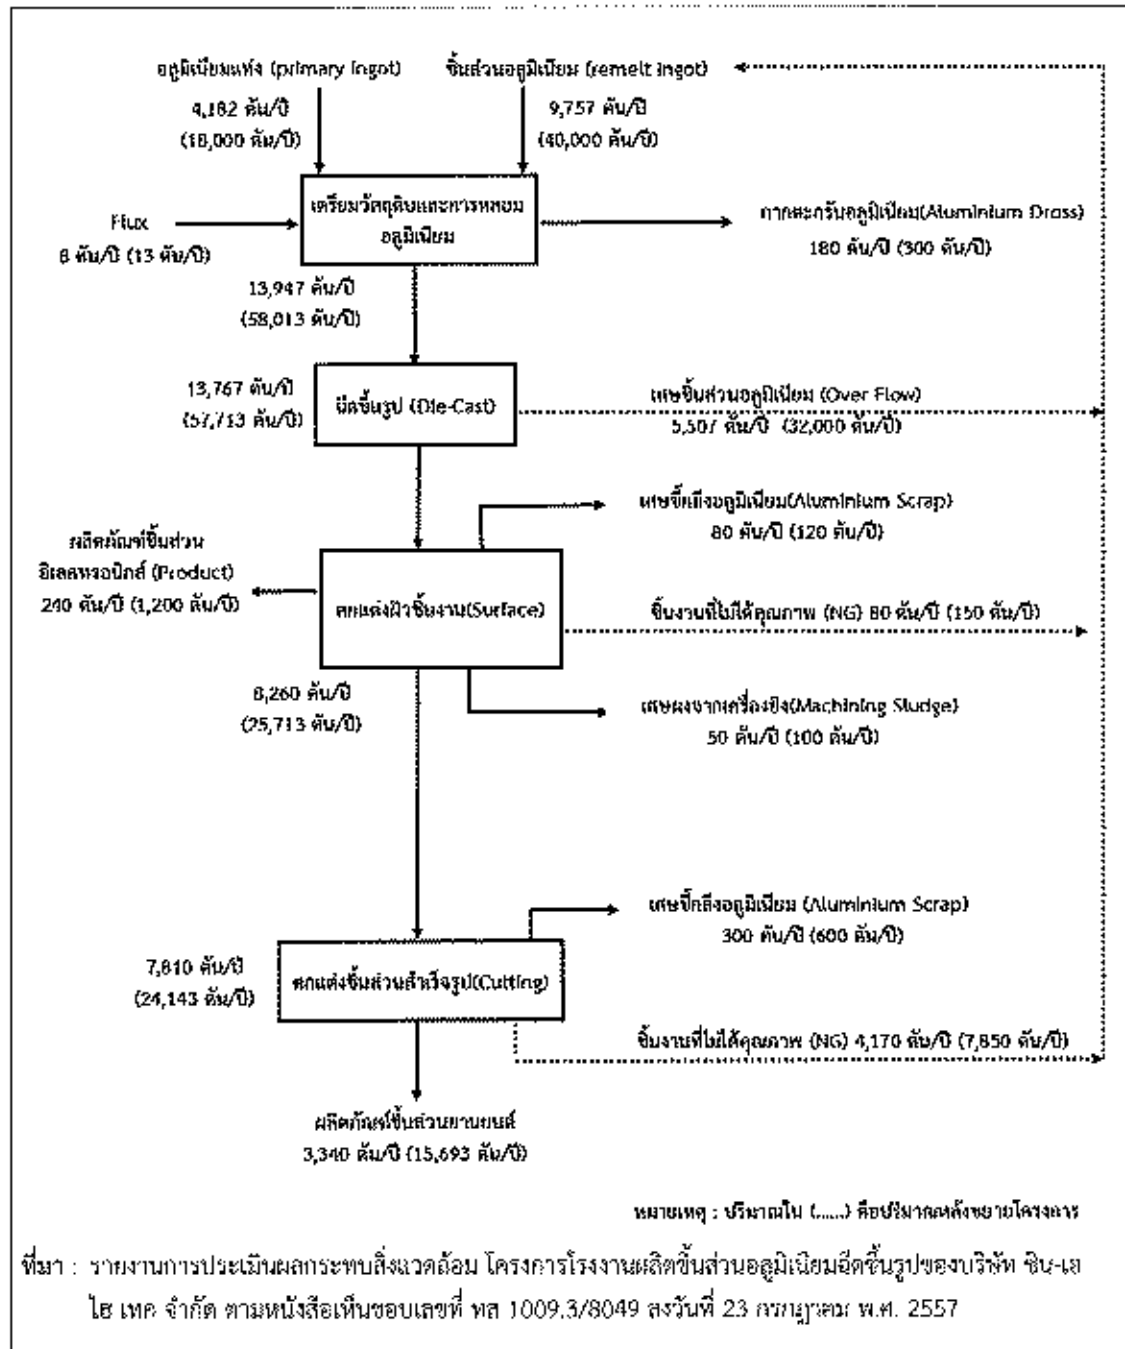 อลูมิเนียมแท่ง (primary ingot)
ชิ้นส่วนอลูมิเนียม (remelt ingot)
4,182 ตัน/ปี
(18,000 ตัน/ปี)
9,757 ตัน/ปี
(40,000 ตัน/ปี)
เตรียมวัตถุดิบและการหลอม
อลูมิเนียม
Flux
8 ตัน/ปี (13 ตัน/ปี)
กากตะกรันอลูมิเนียม(Aluminium Dross)
180 ตัน/ปี (300 ตัน/ปี)
13,947 ตัน/ปี
(58,013 ตัน/ปี)
13,767 ตัน/ปี
(57,713 ตัน/ปี)
ฉีดขึ้นรูป (Die-Cast)
เศษชิ้นส่วนอลูมิเนียม (Over Flow)
5,507 ตัน/ปี (32,000 ตัน/ปี)
เศษขี้กลึงอลูมิเนียม(Aluminium Scrap)
80 ตัน/ปี (120 ตัน/ปี)
ผลิตภัณฑ์ชิ้นส่วน
อิเลคทรอนิกส์ (Product)
240 ตัน/ปี (1,200 ตัน/ปี)
ตกแต่งผิวชิ้นงาน(Surface)
ชิ้นงานที่ไม่ได้คุณภาพ (NG) 80 ตัน/ปี (150 ตัน/ปี)
8,260 ตัน/ปี
(25,713 ตัน/ปี)
เศษผงจากเครื่องยิง(Machining Sludge)
50 ตัน/ปี (100 ตัน/ปี)
เศษขี้กลึงอลูมิเนียม (Aluminium Scrap)
300 ตัน/ปี (600 ตัน/ปี)
7,810 ตัน/ปี
(24,143 ตัน/ปี)
ตกแต่งชิ้นส่วนสำเร็จรูป(Cutting)
ชิ้นงานที่ไม่ได้คุณภาพ (NG) 4,170 ตัน/ปี (7,850 ตัน/ปี)
ผลิตภัณฑ์ชิ้นส่วนยานยนต์
3,340 ตัน/ปี (15,693 ตัน/ปี)
หมายเหตุ : ปริมาณใน (......) คือปริมาณหลังขยายโครงการ
ที่มา : รายงานการประเมินผลกระทบสิ่งแวดล้อม โครงการโรงงานผลิตชิ้นส่วนอลูมิเนียมฉีดขึ้นรูปของบริษัท ชิน-เอ
ไฮ เทค จำกัด ตามหนังสือเห็นชอบเลขที่ ทส 1009.3/8049 ลงวันที่ 23 กรกฎาคม พ.ศ. 2557